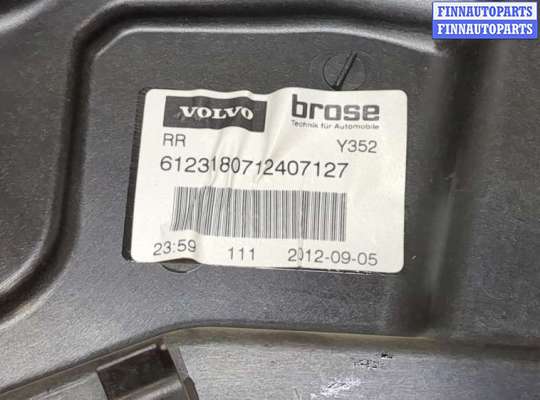 FINNAUTOPARTS
FINNAUTOPARTS
VOLVO brose
Technik für Automobile
RR Y352
6123180712407127
23:59 111 2012-09-05